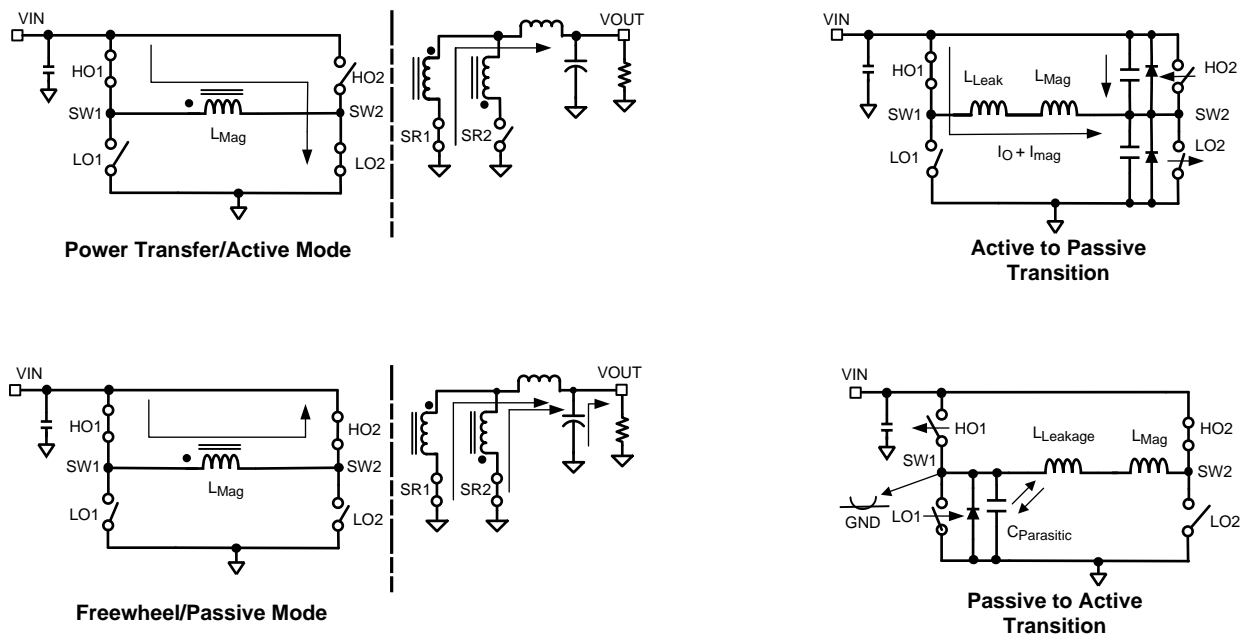 VIN
HO1
HO2
SW1
SW2
LMag
LO1
LO2
VOUT
SR1
SR2
Power Transfer/Active Mode
VIN
HO1
HO2
LLeak
LMag
SW1
SW2
LO1
LO2
IO + Imag
Active to Passive
Transition
VIN
HO1
HO2
SW1
SW2
LMag
LO1
LO2
VOUT
SR1
SR2
Freewheel/Passive Mode
VIN
HO1
HO2
LLeakage
LMag
SW1
SW2
GND
LO1
LO2
CParasitic
Passive to Active
Transition